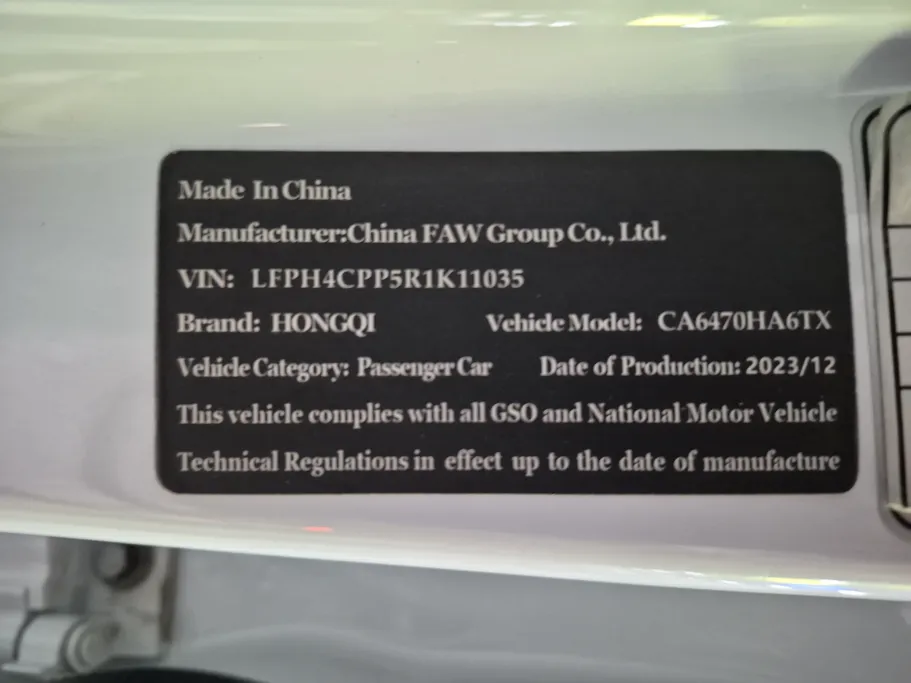 Made In China
Manufacturer:China FAW Group Co., Ltd.
VIN: LFPH4CPP5R1K11035
Brand: HONGQI Vehicle Model: CA6470HA6TX
Vehicle Category: Passenger Car Date of Production: 2023/12
This vehicle complies with all GSO and National Motor Vehicle
Technical Regulations in effect up to the date of manufacture